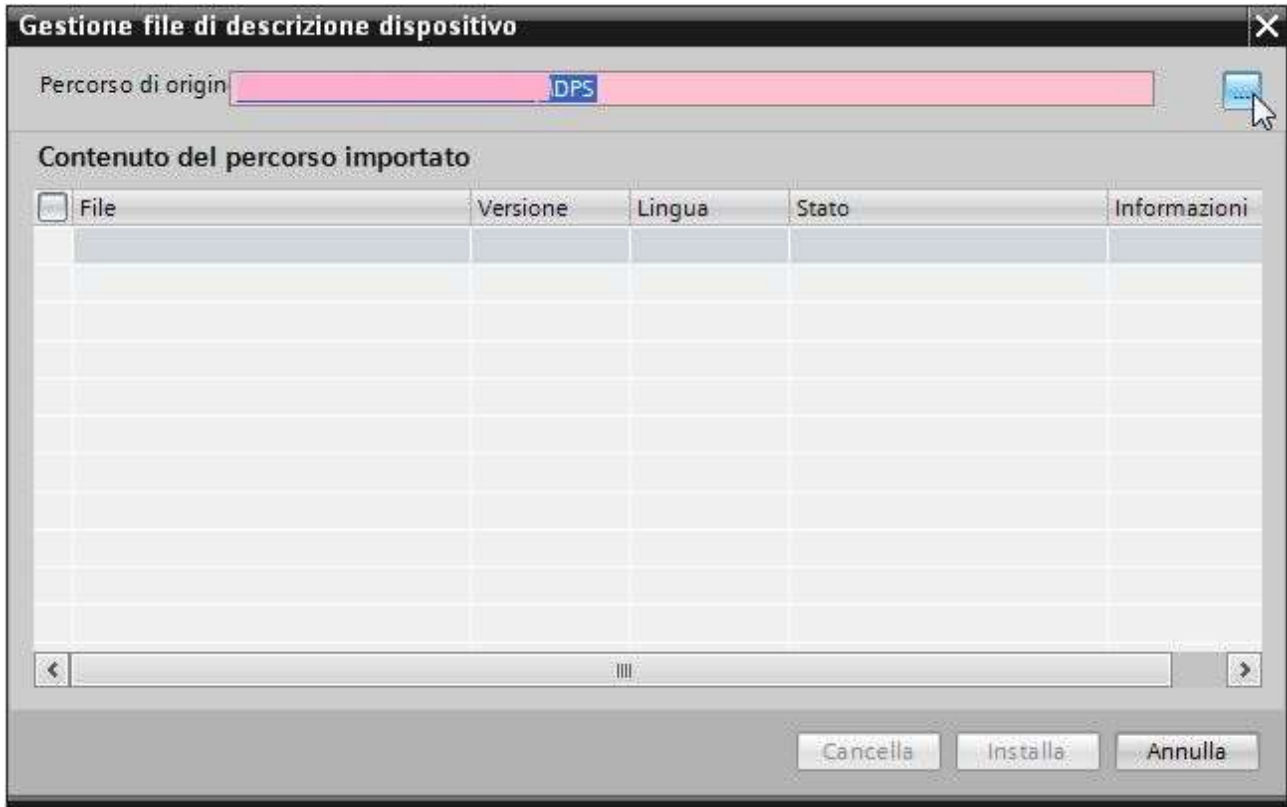 Gestione file di descrizione dispositivo
Percorso di origin \DPS ...
Contenuto del percorso importato
File Versione Lingua Stato Informazioni
Cancella Installa Annulla